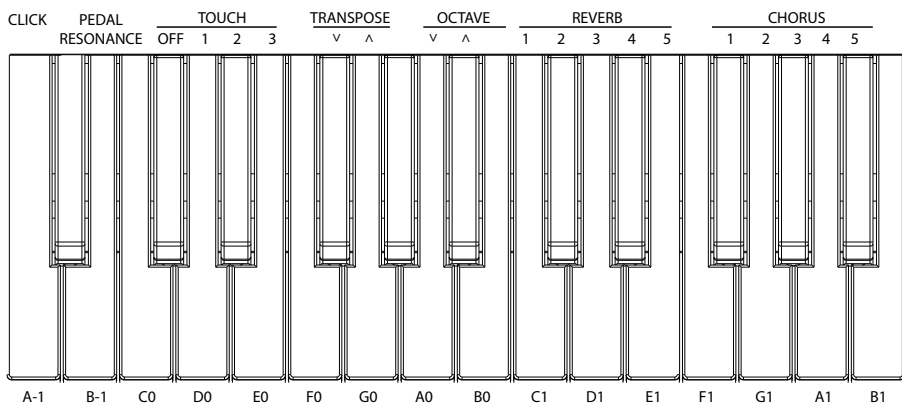 CLICK PEDAL TOUCH TRANSPOSE OCTAVE REVERB CHORUS
RESONANCE OFF 1 2 3 ˅ ˄ ˅ ˄ 1 2 3 4 5 1 2 3 4 5
A-1 B-1 C0 D0 E0 F0 G0 A0 B0 C1 D1 E1 F1 G1 A1 B1